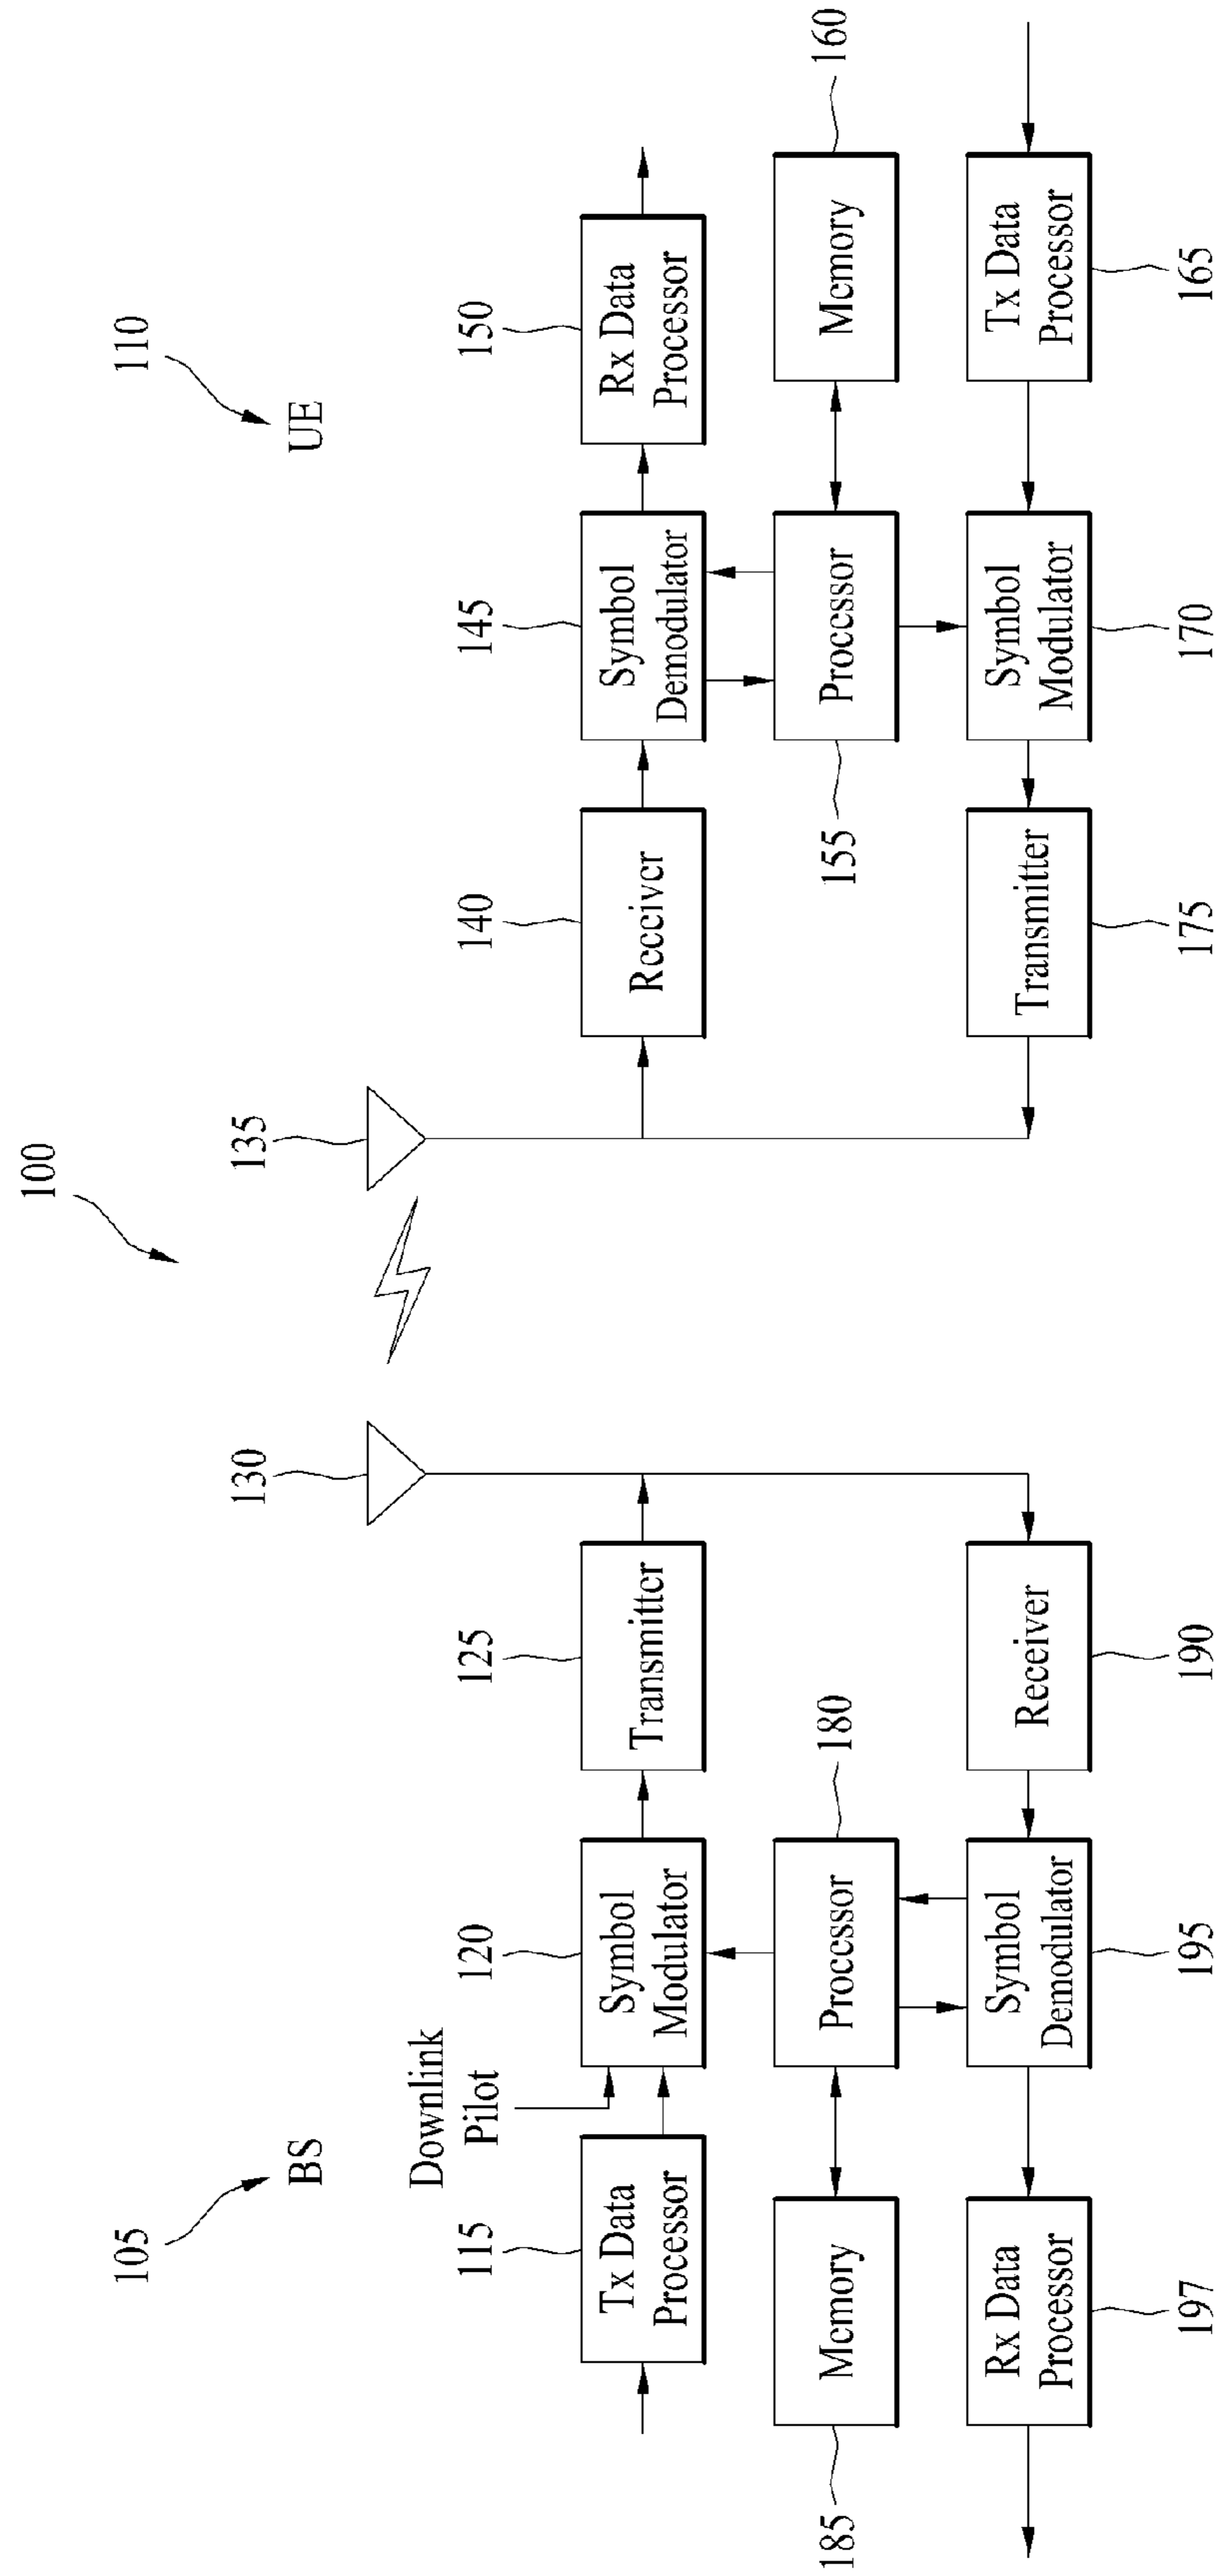 100
105
BS
110
UE
130
135
115
Tx Data
Processor
Downlink
Pilot
120
Symbol
Modulator
125
Transmitter
140
Receiver
145
Symbol
Demodulator
150
Rx Data
Processor
185
Memory
Processor
180
155
Processor
Memory
160
197
Rx Data
Processor
195
Symbol
Demodulator
190
Receiver
175
Transmitter
170
Symbol
Modulator
165
Tx Data
Processor